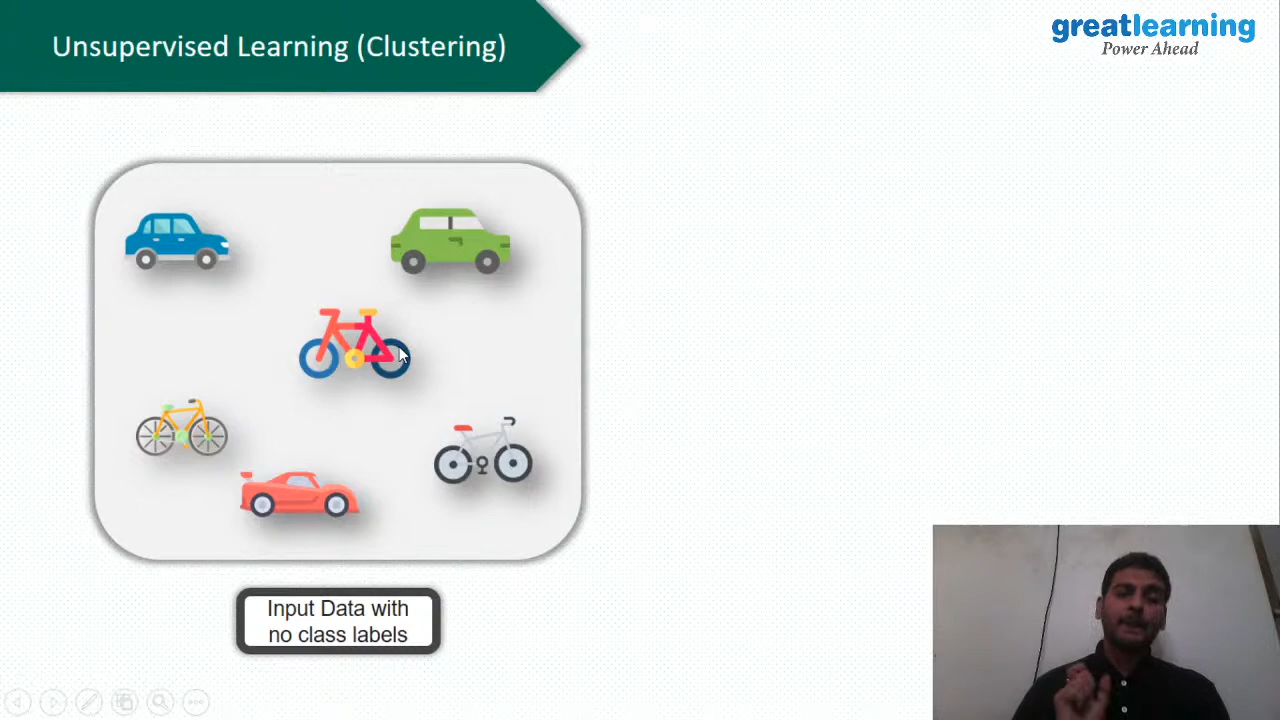 Unsupervised Learning (Clustering)
greatlearning
Power Ahead
Input Data with
no class labels